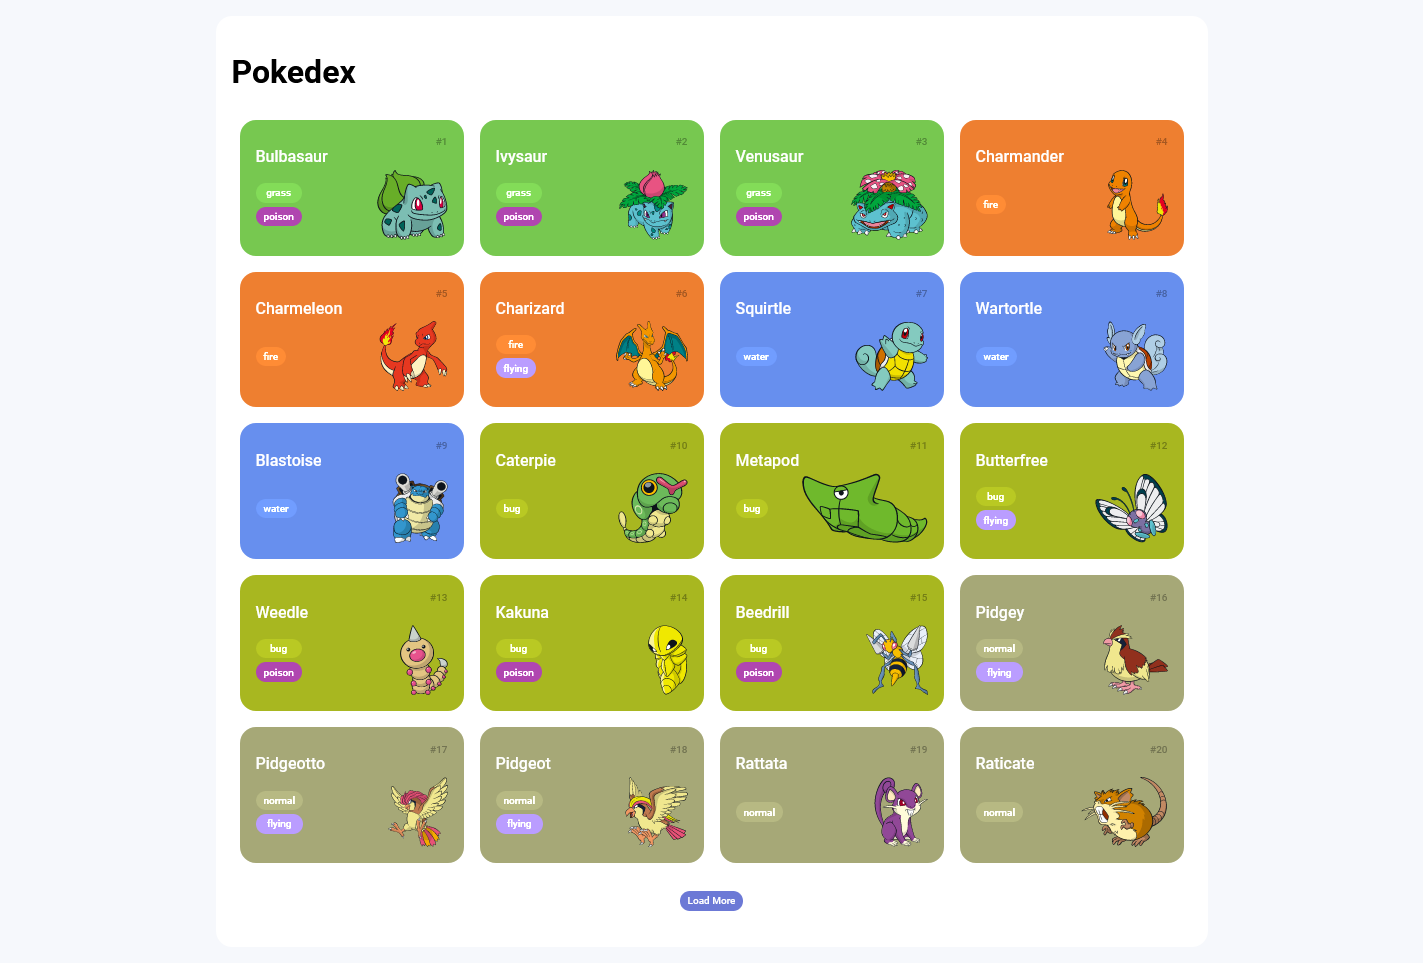 Pokedex
#1
Bulbasaur
grass
poison
#2
Ivysaur
grass
poison
#3
Venusaur
grass
poison
#4
Charmander
fire
#5
Charmeleon
fire
#6
Charizard
fire
flying
#7
Squirtle
water
#8
Wartortle
water
#9
Blastoise
water
#10
Caterpie
bug
#11
Metapod
bug
#12
Butterfree
bug
flying
#13
Weedle
bug
poison
#14
Kakuna
bug
poison
#15
Beedrill
bug
poison
#16
Pidgey
normal
flying
#17
Pidgeotto
normal
flying
#18
Pidgeot
normal
flying
#19
Rattata
normal
#20
Raticate
normal
Load More